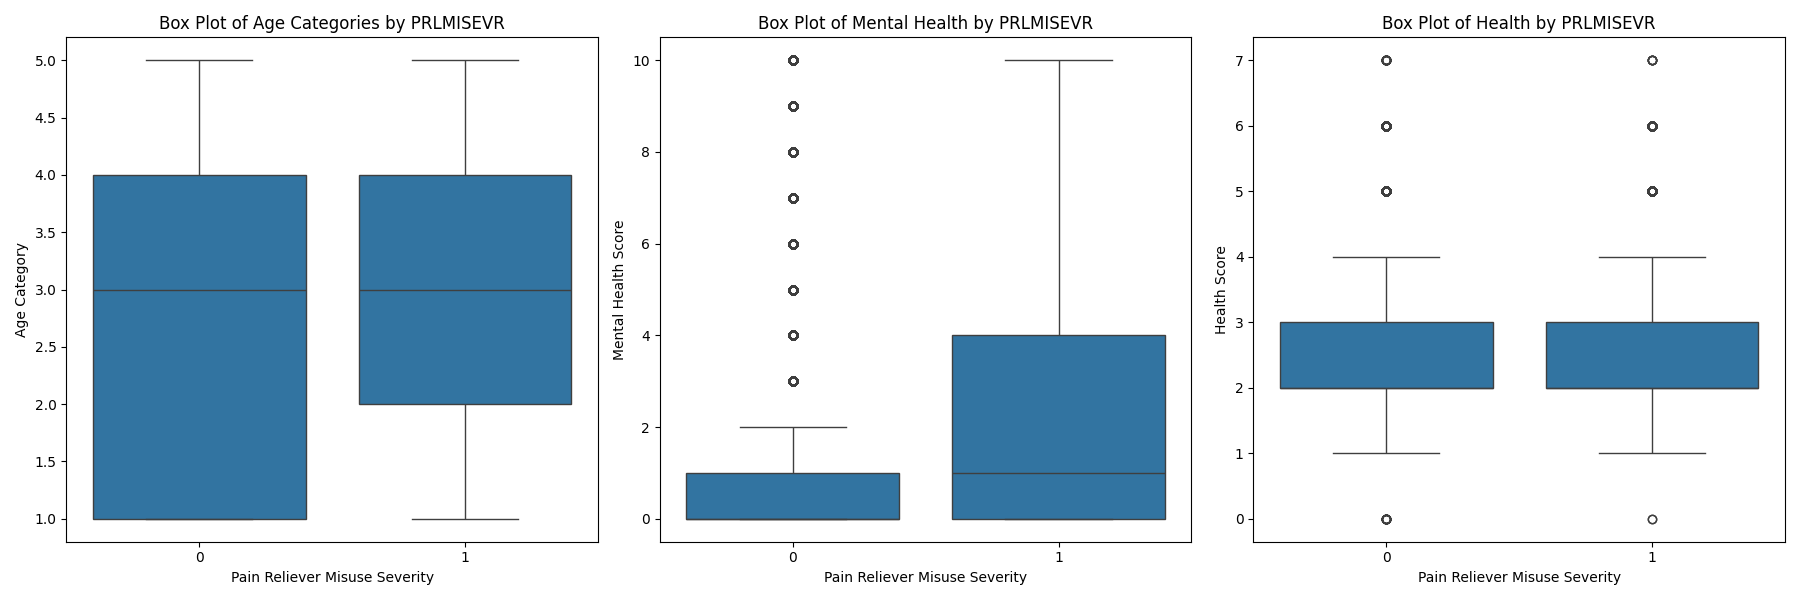 Box Plot of Age Categories by PRLMISEVR
Age Category
5.0
4.5
4.0
3.5
3.0
2.5
2.0
1.5
1.0
0 1
Pain Reliever Misuse Severity
Box Plot of Mental Health by PRLMISEVR
Mental Health Score
10
8
6
4
2
0
0 1
Pain Reliever Misuse Severity
Box Plot of Health by PRLMISEVR
Health Score
7
6
5
4
3
2
1
0
0 1
Pain Reliever Misuse Severity